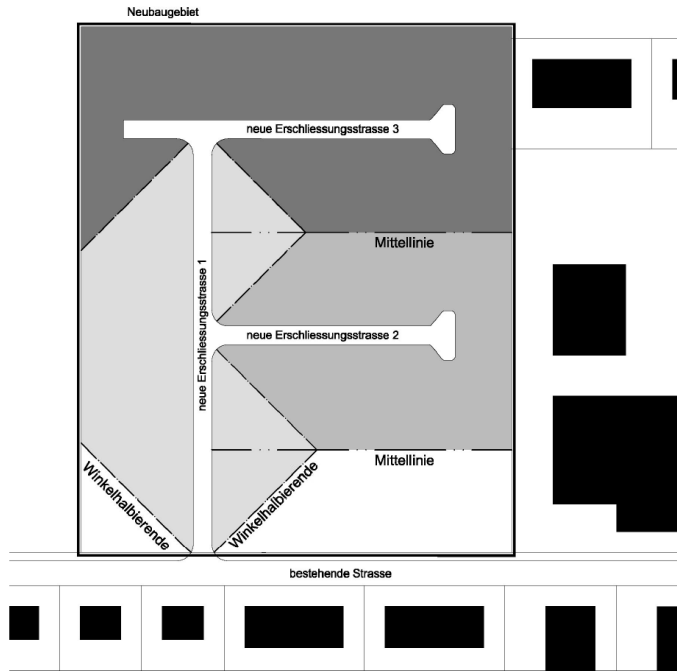 Neubaugebiet
neue Erschliessungsstrasse 3
Mittellinie
neue Erschliessungsstrasse 1
neue Erschliessungsstrasse 2
Mittellinie
Winkelhalbierende
Winkelhalbierende
bestehende Strasse